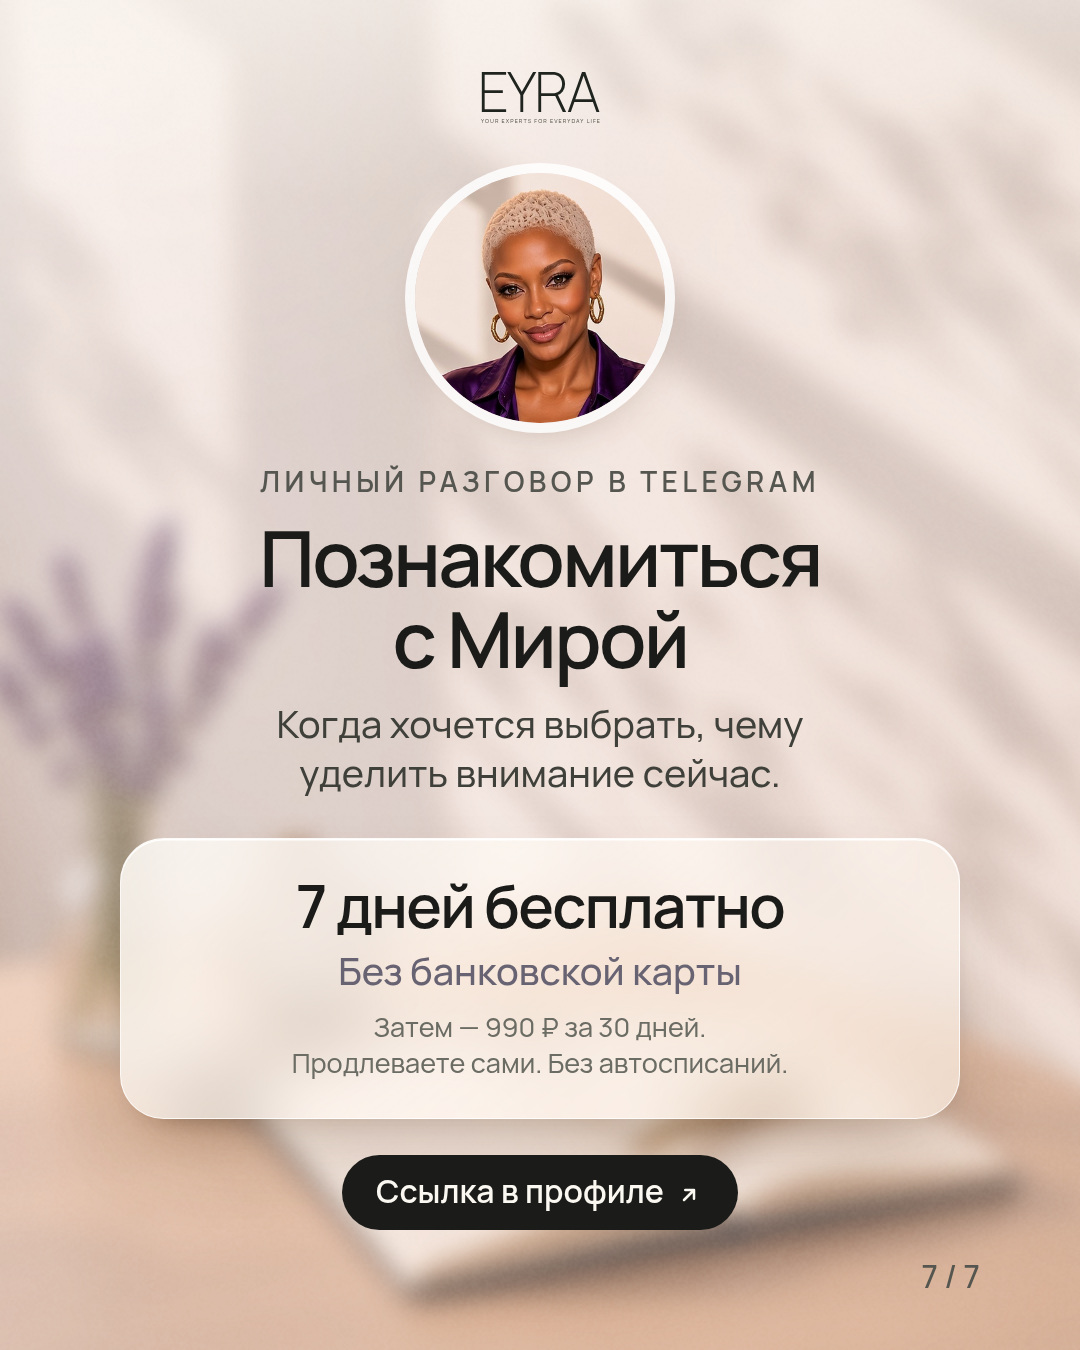 EYRA
YOUR EXPERTS FOR EVERYDAY LIFE
ЛИЧНЫЙ РАЗГОВОР В TELEGRAM
Познакомиться
с Мирой
Когда хочется выбрать, чему
уделить внимание сейчас.
7 дней бесплатно
Без банковской карты
Затем — 990 ₽ за 30 дней.
Продлеваете сами. Без автосписаний.
Ссылка в профиле ↗
7 / 7